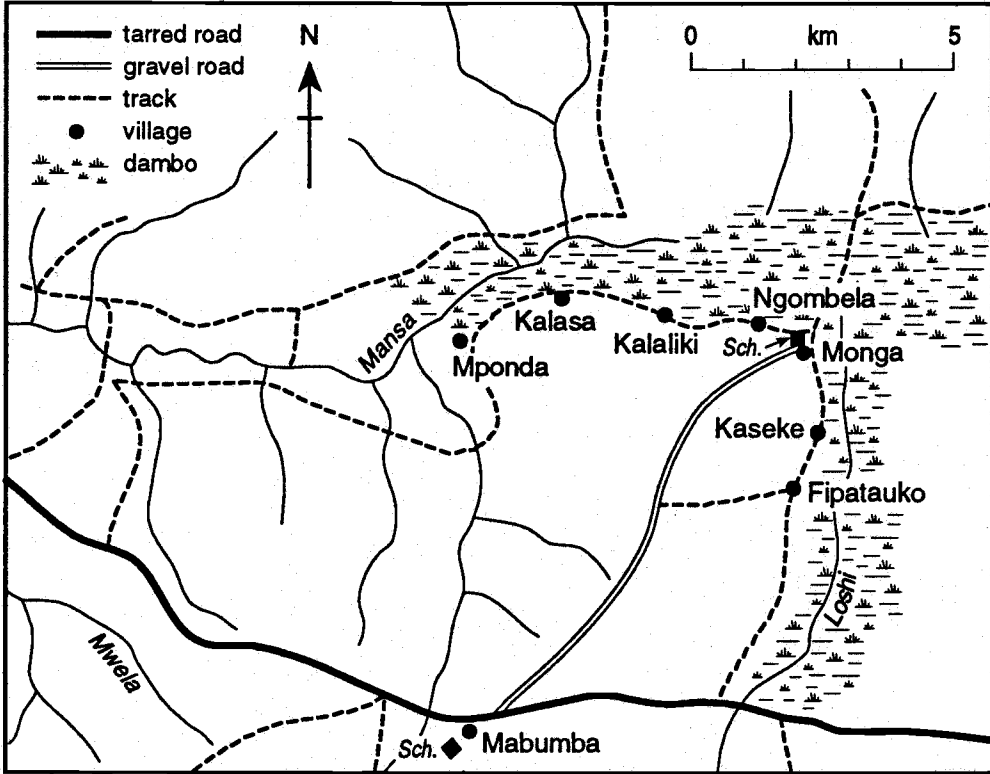 tarred road
gravel road
track
village
dambo
N
0 km 5
Mansa
Kalasa
Mponda
Kalaliki
Ngombela
Sch.
Monga
Kaseke
Fipatauko
Loshi
Mwela
Sch.
Mabumba